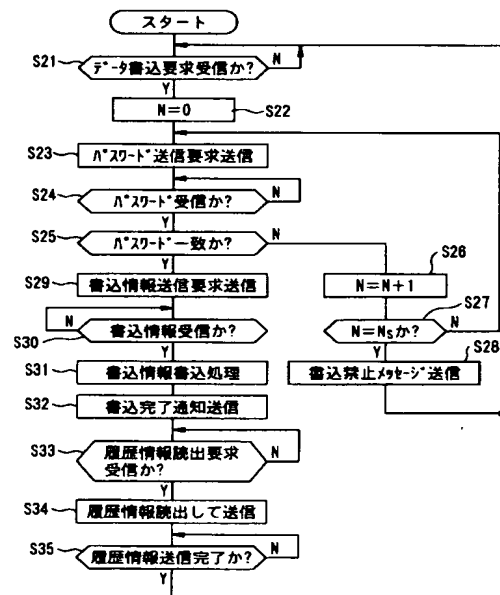 スタート
S21
データ書込要求受信か?
N
Y
N=0
S22
S23
パスワード送信要求送信
S24
パスワード受信か?
N
Y
S25
パスワード一致か?
N
Y
S26
N=N+1
S27
N=NSか?
N
Y
S28
書込禁止メッセージ送信
S29
書込情報送信要求送信
N
書込情報受信か?
S30
Y
S31
書込情報書込処理
S32
書込完了通知送信
S33
履歴情報読出要求
受信か?
N
Y
S34
履歴情報読出して送信
S35
履歴情報送信完了か?
N
Y